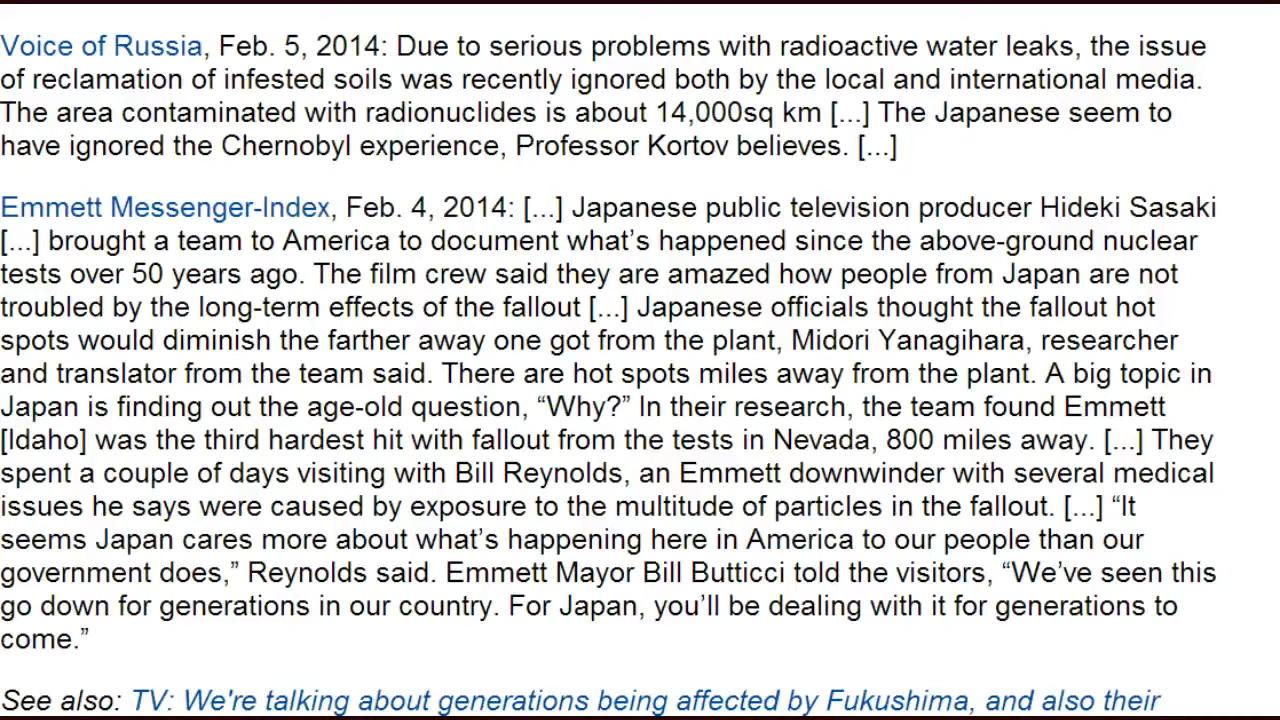 Voice of Russia, Feb. 5, 2014: Due to serious problems with radioactive water leaks, the issue
of reclamation of infested soils was recently ignored both by the local and international media.
The area contaminated with radionuclides is about 14,000sq km [...] The Japanese seem to
have ignored the Chernobyl experience, Professor Kortov believes. [...]
Emmett Messenger-Index, Feb. 4, 2014: [...] Japanese public television producer Hideki Sasaki
[...] brought a team to America to document what’s happened since the above-ground nuclear
tests over 50 years ago. The film crew said they are amazed how people from Japan are not
troubled by the long-term effects of the fallout [...] Japanese officials thought the fallout hot
spots would diminish the farther away one got from the plant, Midori Yanagihara, researcher
and translator from the team said. There are hot spots miles away from the plant. A big topic in
Japan is finding out the age-old question, “Why?” In their research, the team found Emmett
[Idaho] was the third hardest hit with fallout from the tests in Nevada, 800 miles away. [...] They
spent a couple of days visiting with Bill Reynolds, an Emmett downwinder with several medical
issues he says were caused by exposure to the multitude of particles in the fallout. [...] “It
seems Japan cares more about what’s happening here in America to our people than our
government does,” Reynolds said. Emmett Mayor Bill Butticci told the visitors, “We’ve seen this
go down for generations in our country. For Japan, you’ll be dealing with it for generations to
come.”
See also: TV: We're talking about generations being affected by Fukushima, and also their